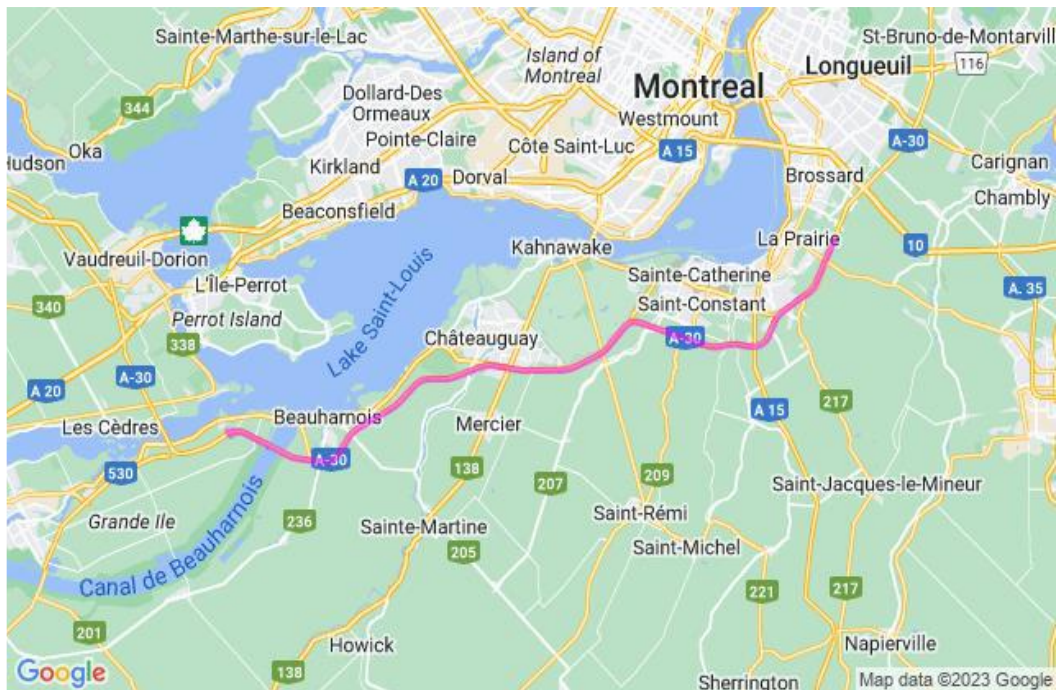 Sainte-Marthe-sur-le-Lac
St-Bruno-de-Montarvill
116
Longueuil
Island of
Montreal
Montreal
Dollard-Des
Ormeaux
344
Westmount
Pointe-Claire
Côte Saint-Luc
A 15
A-30
Oka
Hudson
Kirkland
A 20
Dorval
Brossard
Carignan
Chambly
Beaconsfield
Vaudreuil-Dorion
Kahnawake
La Prairie
10
L'Île-Perrot
Lake Saint-Louis
Sainte-Catherine
A. 35
340
Perrot Island
Saint-Constant
338
Châteauguay
A-30
A-30
A 20
217
A 15
Les Cèdres
Beauharnois
Mercier
A-30
530
138
209
207
Saint-Jacques-le-Mineur
Grande Ile
236
Sainte-Martine
Saint-Rémi
Canal de Beauharnois
205
Saint-Michel
221
217
201
Howick
Napierville
138
Sherrington
Google
Map data ©2023 Google